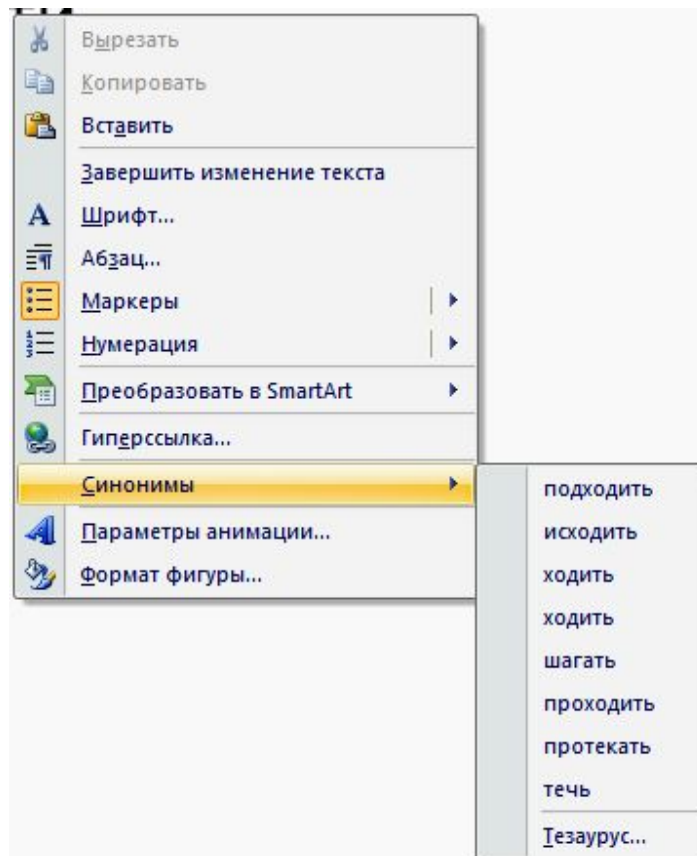 Вырезать
Копировать
Вставить
Завершить изменение текста
Шрифт...
Абзац...
Маркеры
Нумерация
Преобразовать в SmartArt
Гиперссылка...
Синонимы
подходить
Параметры анимации...
исходить
Формат фигуры...
ходить
ходить
шагать
проходить
протекать
течь
Тезаурус...